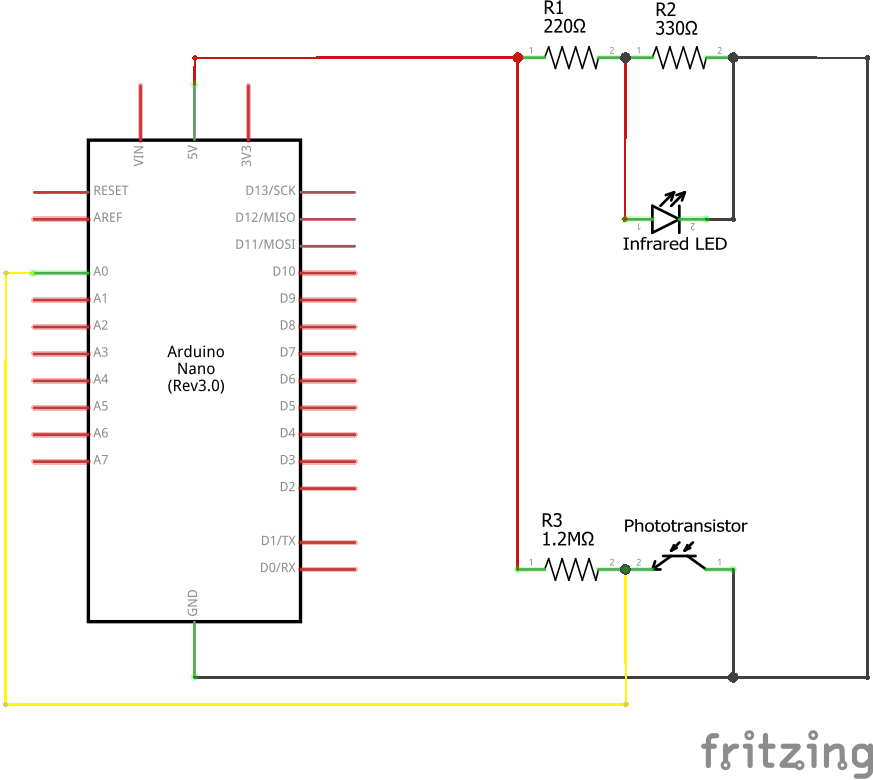 R1
220Ω
R2
330Ω
1
2
1
2
VIN
5V
3V3
RESET
AREF
A0
A1
A2
A3
A4
A5
A6
A7
D13/SCK
D12/MISO
D11/MOSI
D10
D9
D8
D7
D6
D5
D4
D3
D2
D1/TX
D0/RX
Arduino
Nano
(Rev3.0)
GND
1
2
Infrared LED
R3
1.2MΩ
1
2
Phototransistor
2
1
fritzing